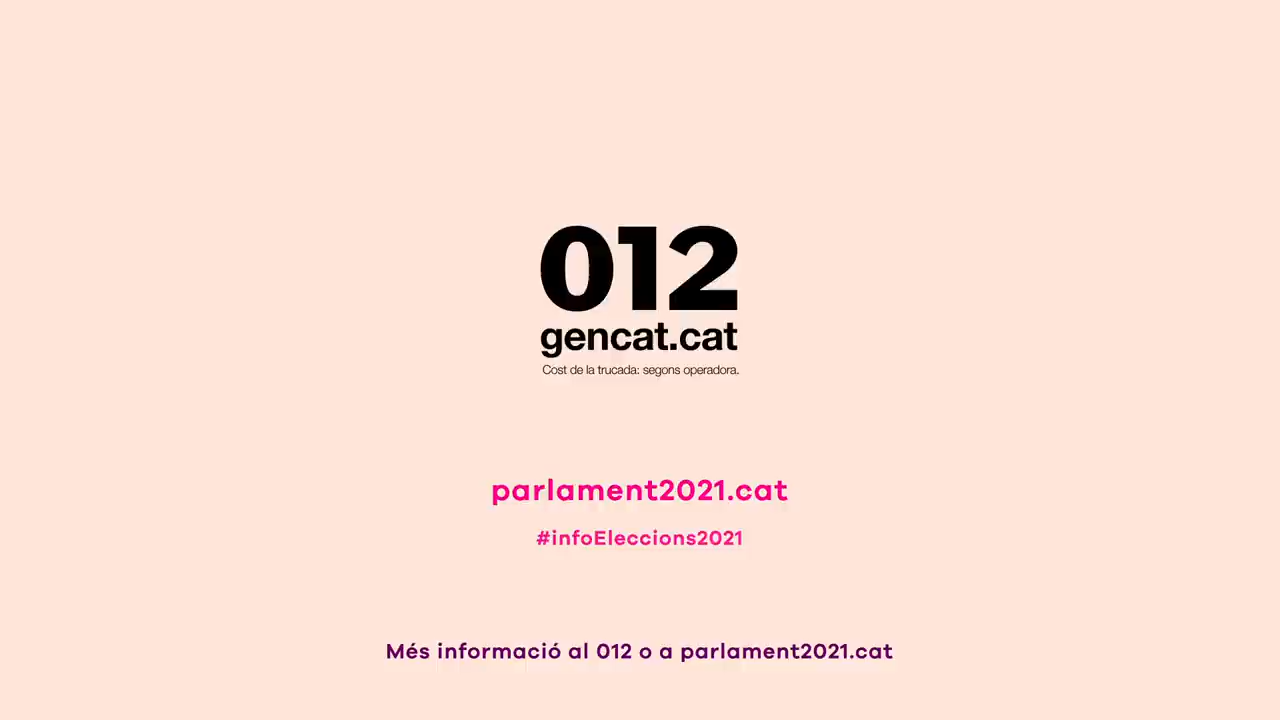 012
gencat.cat
Cost de la trucada: segons operadora.
parlament2021.cat
#infoEleccions2021
Més informació al 012 o a parlament2021.cat